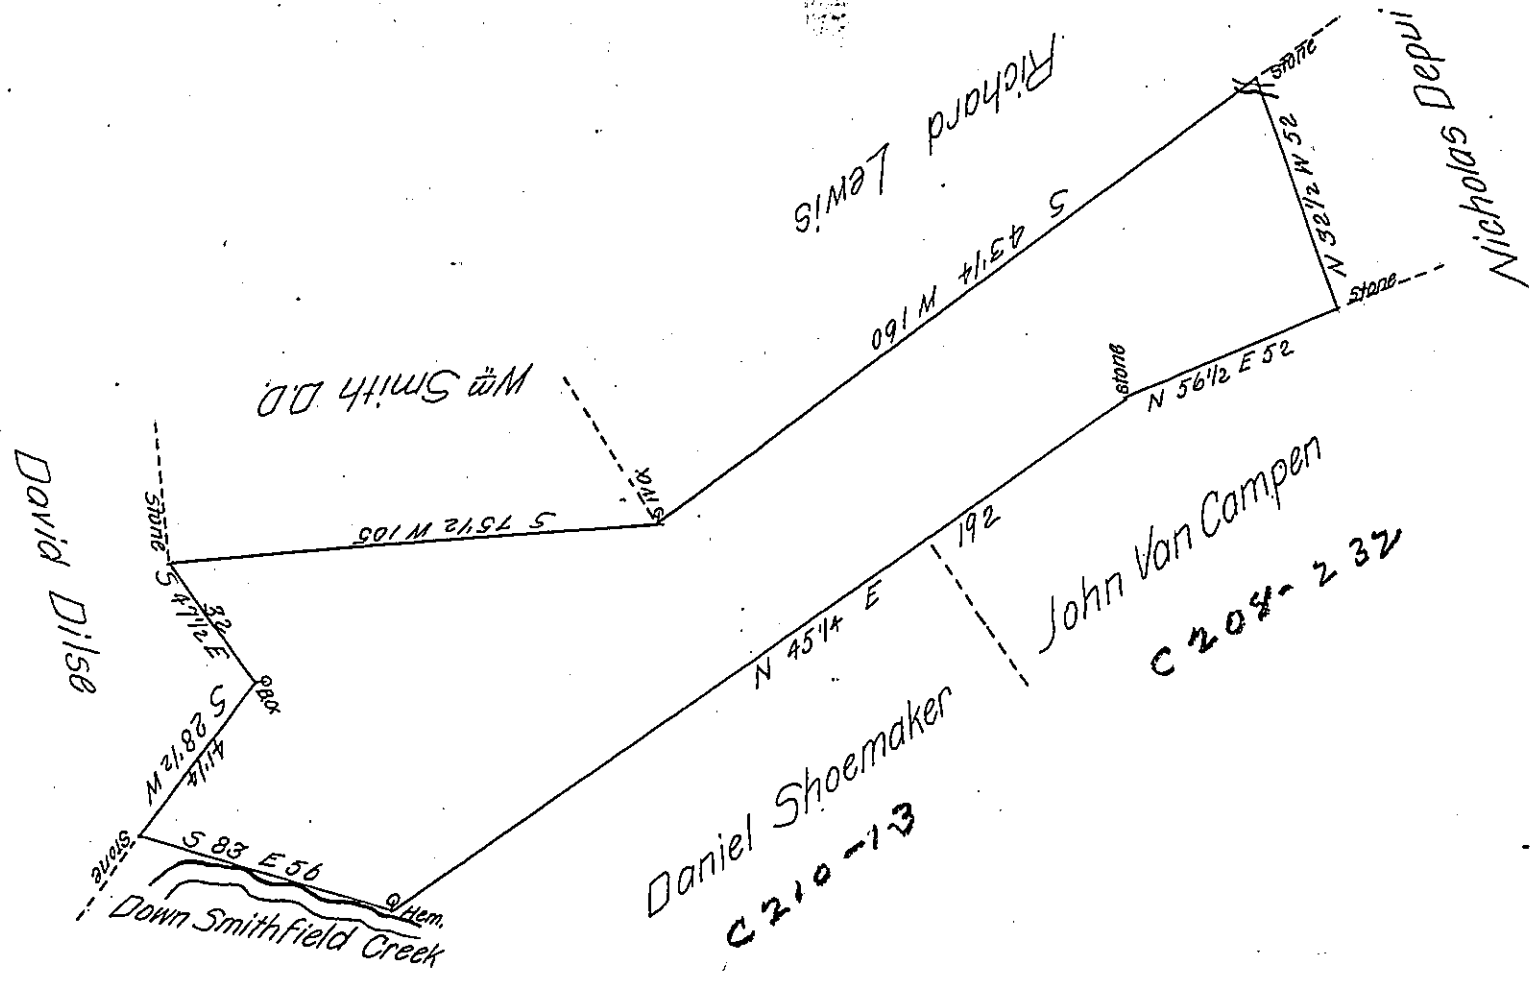 Richard Lewis
stone
Nicholas Depui
N 32 1/2 W 52
S 43 1/4 W 160
stone
stone
N 56 1/2 E 52
Wm Smith D.D.
S 75 1/2 W 105
David Dilse
stone
S 47 1/2 E
32
B.O.
S 28 1/2 W
41 1/4
stone
S 83 E 56
Hem.
Down Smithfield Creek
N 45 1/4 E
192
John Van Campen
C 208-232
Daniel Shoemaker
C 210-13